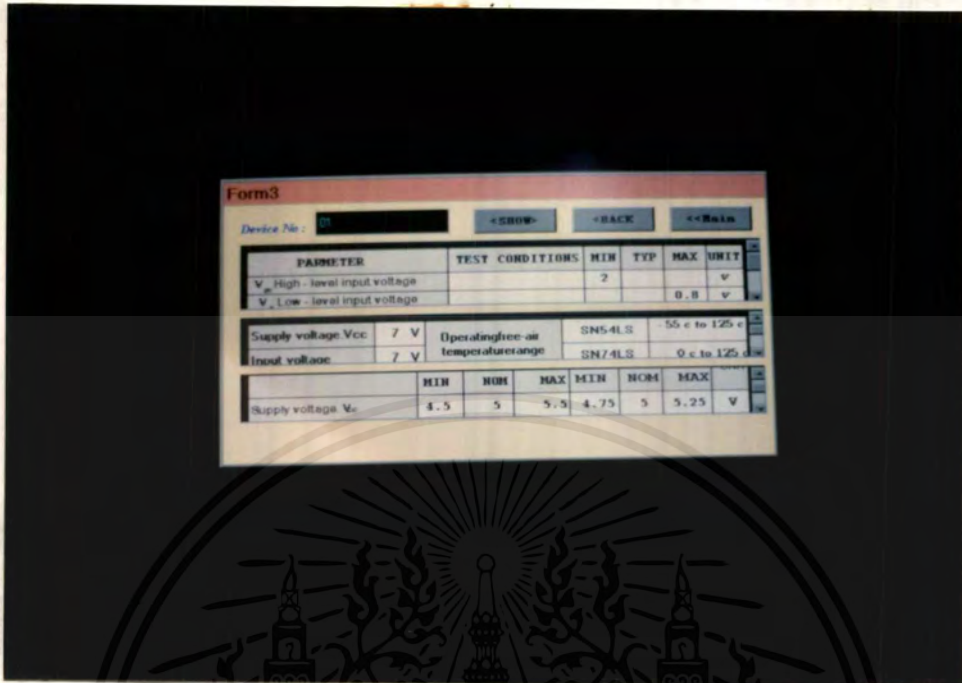 Form3
Device No : 01 <SHOW> <BACK <<Main
PARMETER TEST CONDITIONS MIN TYP MAX UNIT
V High - level input voltage 2 V
V Low - level input voltage 0.8 V
Supply voltage Vcc 7 V Operatingfree-air temperaturerange SN54LS - 55 c to 125 c
Input voltage 7 V SN74LS 0 c to 125 c
MIN NOM MAX MIN NOM MAX
Supply voltage Vcc 4.5 5 5.5 4.75 5 5.25 V